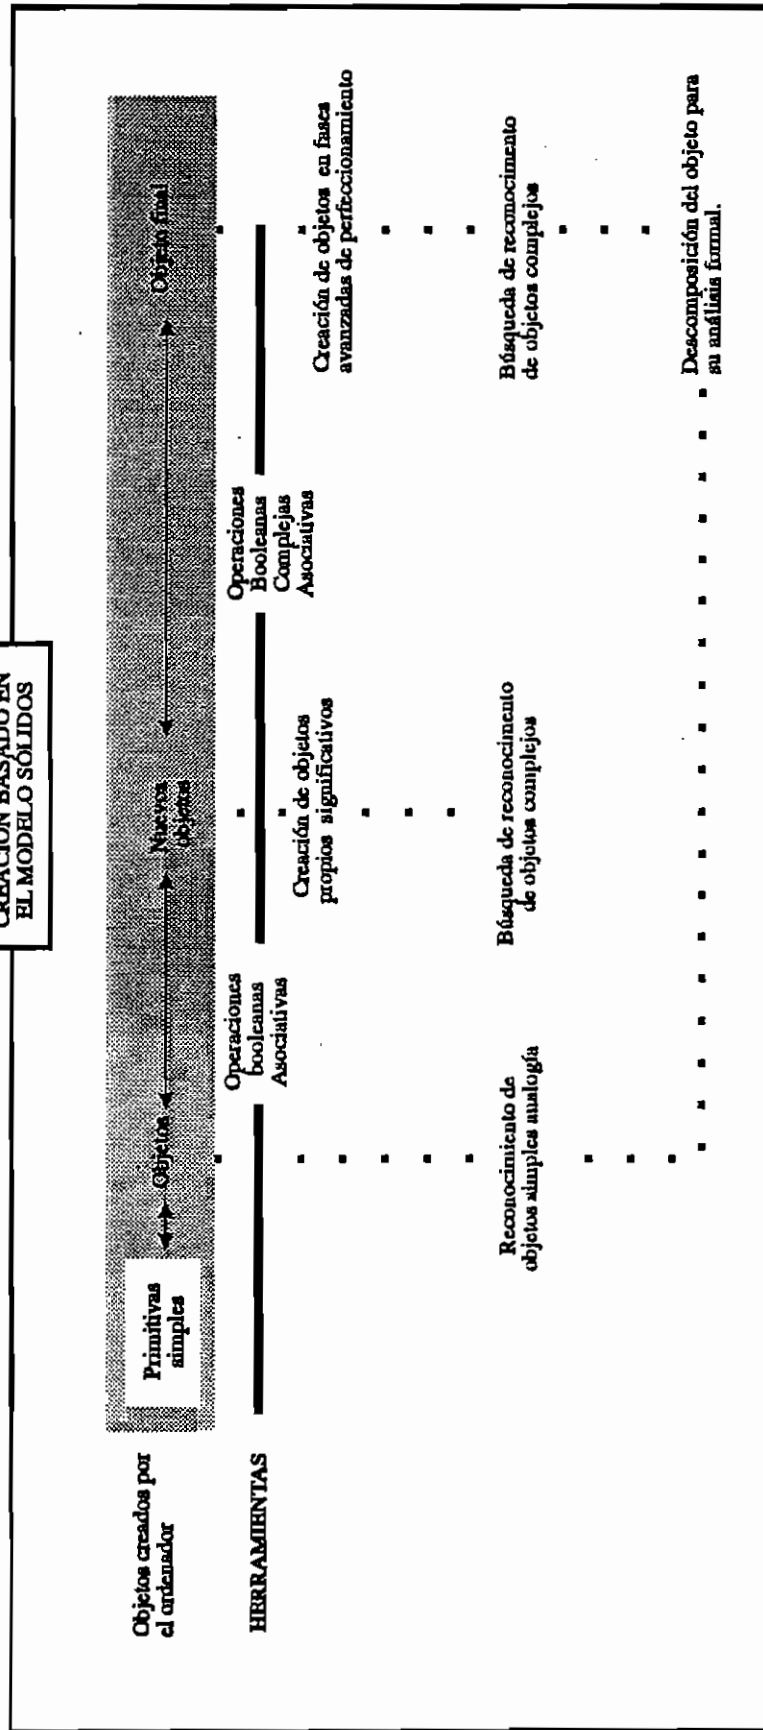 CREACIÓN BASADO EN
EL MODELO SÓLIDOS
Objetos creados por
el ordenador
Primitivas
simples
Objetos
Nuevos
objetos
Objeto final
HERRAMIENTAS
Operaciones
booleanas
Asociativas
Operaciones
Booleanas
Complejas
Asociativas
Creación de objetos
propios significativos
Creación de objetos en fases
avanzadas de perfeccionamiento
Reconocimiento de
objetos simples analogía
Búsqueda de reconocimento
de objetos complejos
Búsqueda de reconocimento
de objetos complejos
Descomposición del objeto para
su análisis formal.